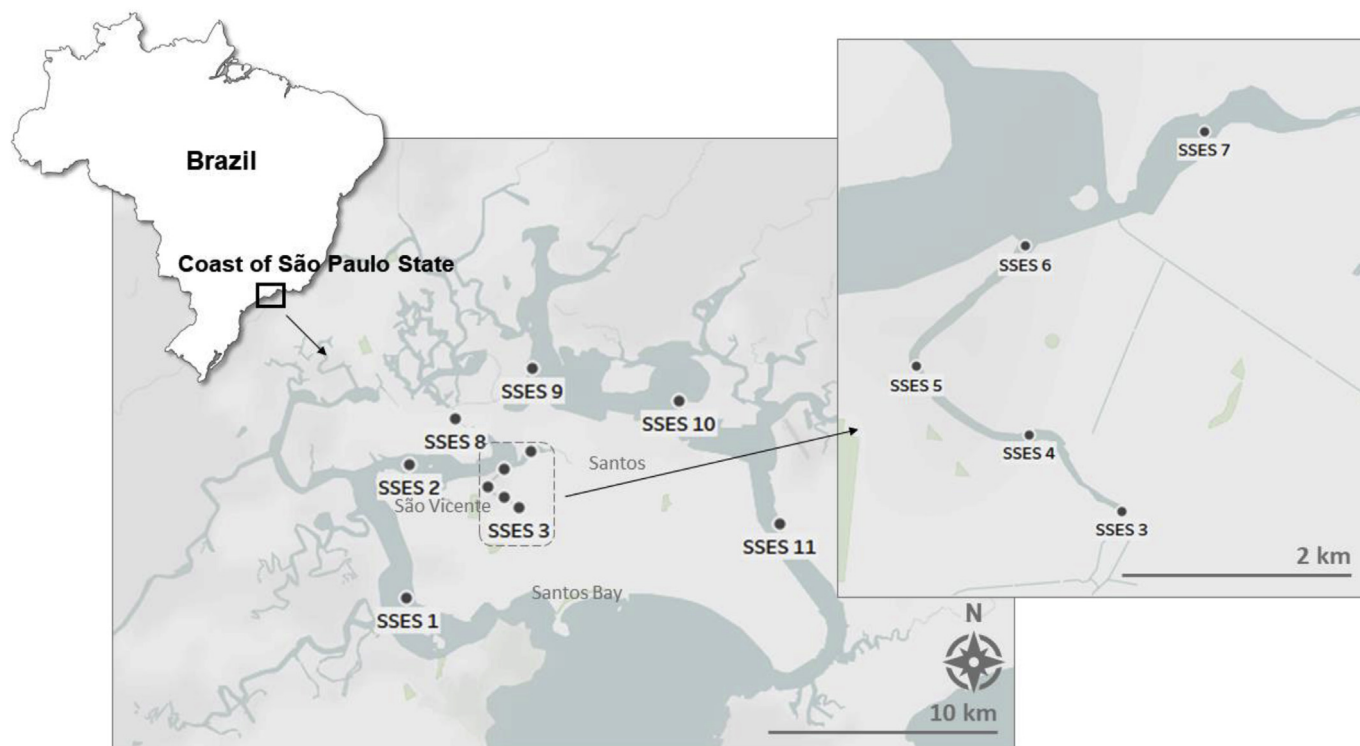 Brazil
Coast of São Paulo State
SSES 9
SSES 10
SSES 8
Santos
SSES 2
São Vicente
SSES 3
SSES 11
Santos Bay
SSES 1
N
10 km
SSES 7
SSES 6
SSES 5
SSES 4
SSES 3
2 km